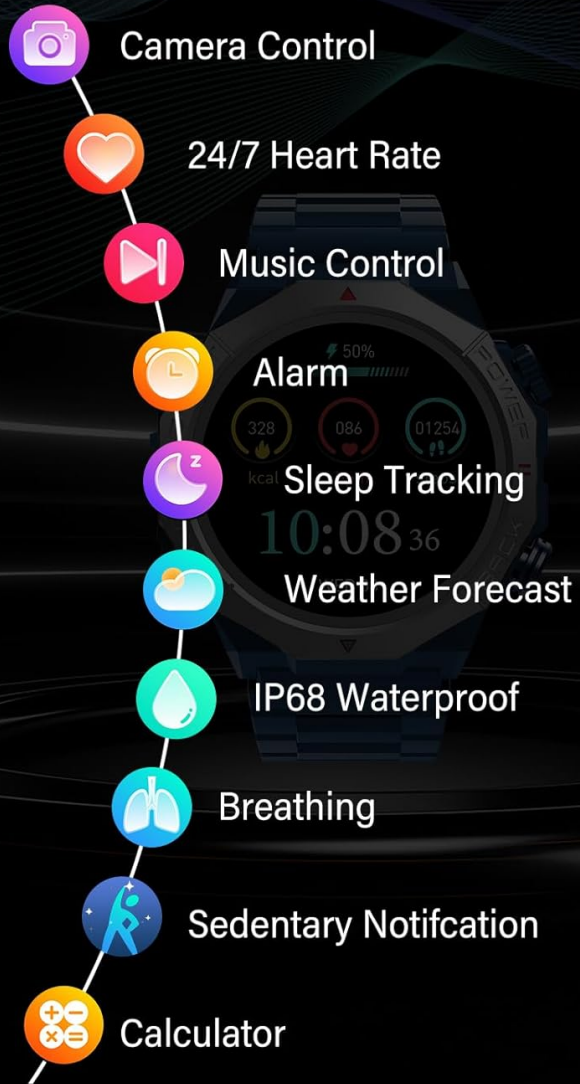 Camera Control
24/7 Heart Rate
Music Control
50%
Alarm
328
086
01254
kcal
Sleep Tracking
10:08 36
Weather Forecast
IP68 Waterproof
Breathing
Sedentary Notifcation
Calculator
POWER
z